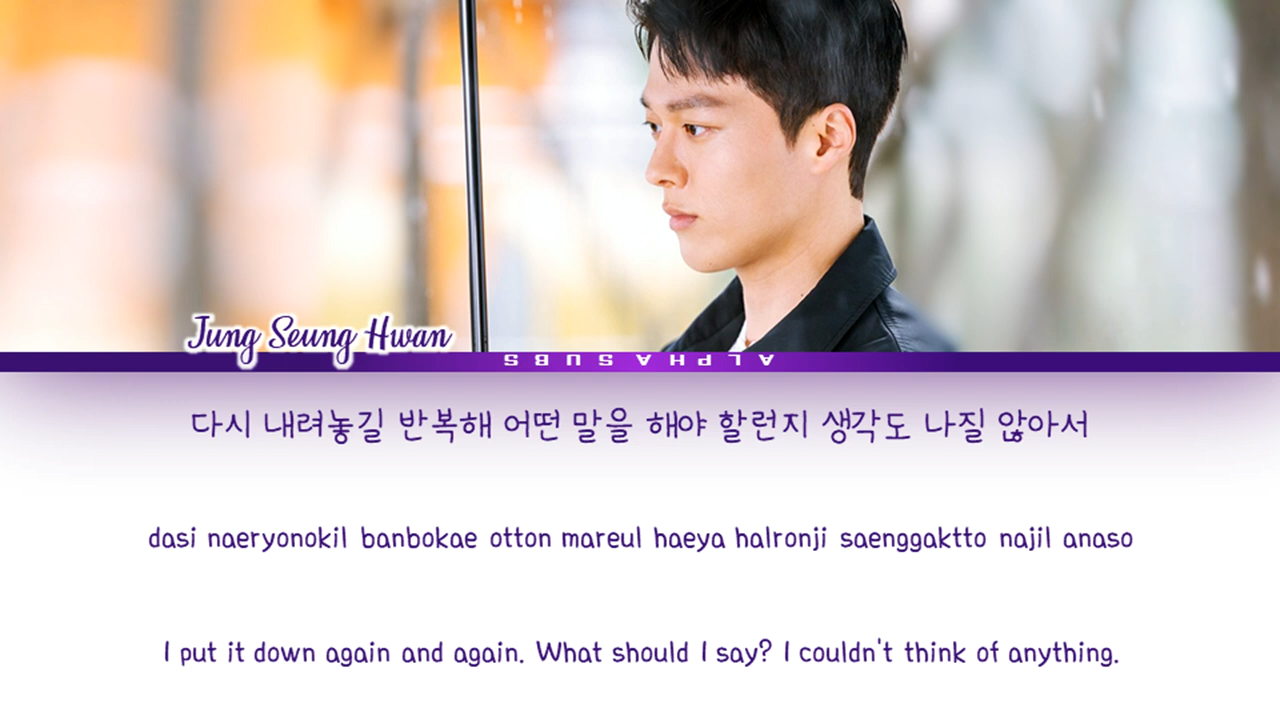 Jung Seung Hwan
ALPHASUBS
다시 내려놓길 반복해 어떤 말을 해야 할런지 생각도 나질 않아서
dasi naeryonokil banbokae otton mareul haeya halronji saenggaktto najil anaso
I put it down again and again. What should I say? I couldn't think of anything.